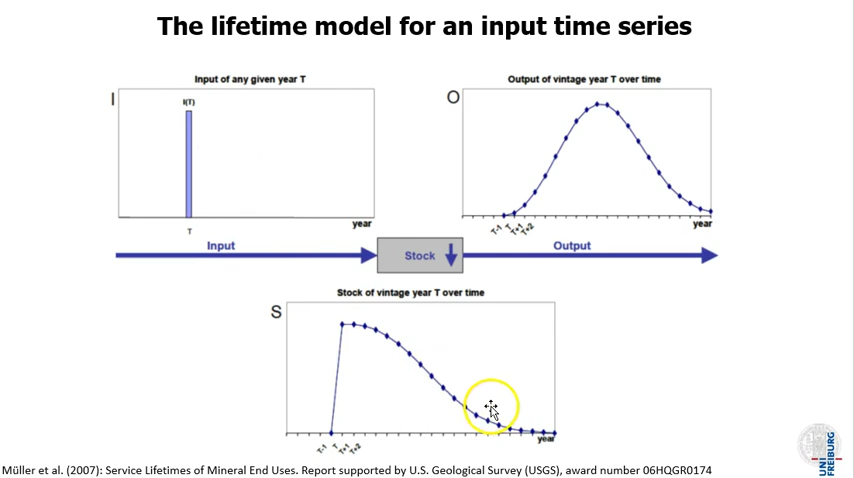 The lifetime model for an input time series
Input of any given year T
I
I(T)
T
year
Output of vintage year T over time
O
T-1
T
T+1
T+2
year
Input
Stock
Output
Stock of vintage year T over time
S
T-1
T
T+1
T+2
year
Müller et al. (2007): Service Lifetimes of Mineral End Uses. Report supported by U.S. Geological Survey (USGS), award number 06HQGR0174
UNI
FREIBURG